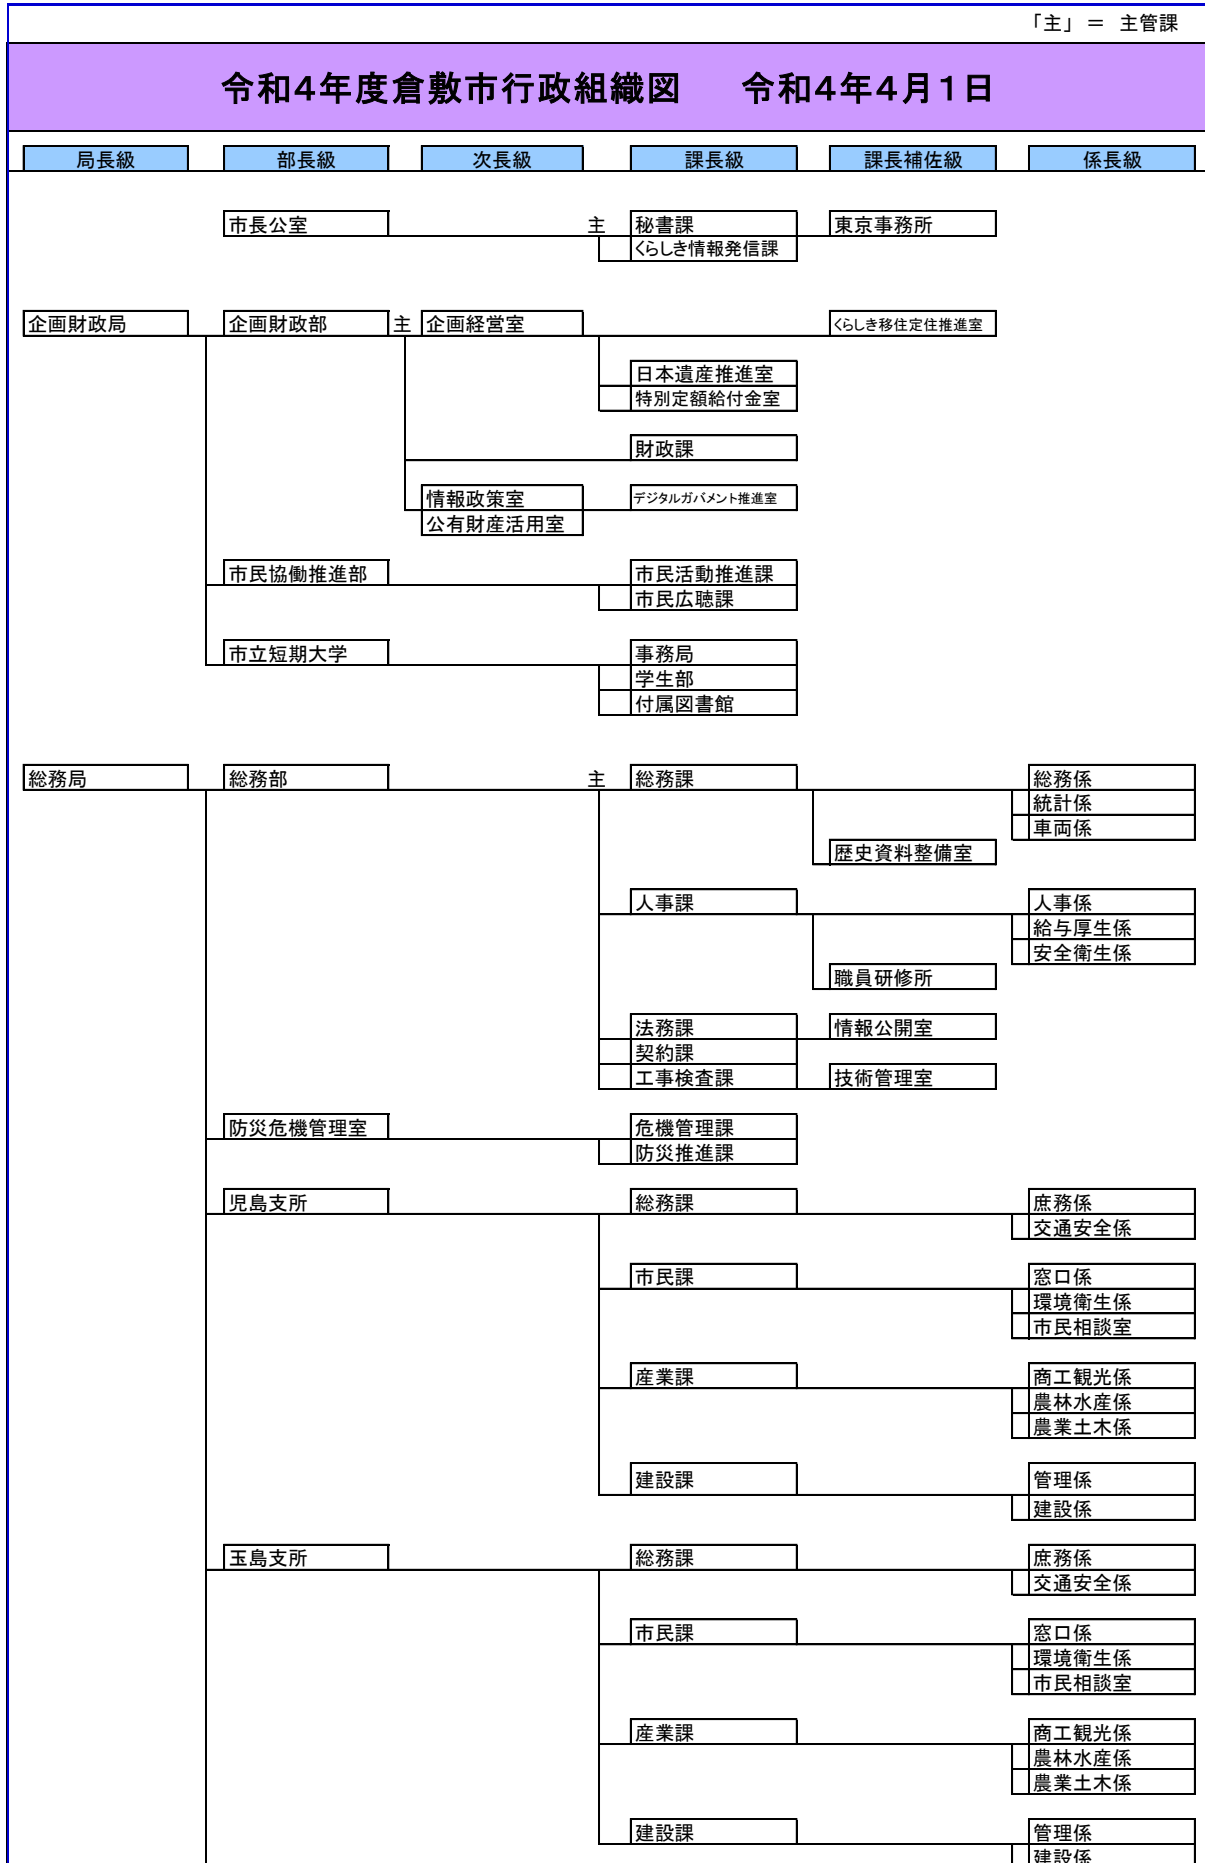 「主」 ＝ 主管課
令和4年度倉敷市行政組織図 令和4年4月1日
局長級 部長級 次長級 課長級 課長補佐級 係長級
市長公室 主 秘書課 東京事務所
くらしき情報発信課
企画財政局 企画財政部 主 企画経営室 くらしき移住定住推進室
日本遺産推進室
特別定額給付金室
財政課
情報政策室 デジタルガバメント推進室
公有財産活用室
市民協働推進部 市民活動推進課
市民広聴課
市立短期大学 事務局
学生部
付属図書館
総務局 総務部 主 総務課 総務係
統計係
車両係
歴史資料整備室
人事課 人事係
給与厚生係
安全衛生係
職員研修所
法務課 情報公開室
契約課
工事検査課 技術管理室
防災危機管理室 危機管理課
防災推進課
児島支所 総務課 庶務係
交通安全係
市民課 窓口係
環境衛生係
市民相談室
産業課 商工観光係
農林水産係
農業土木係
建設課 管理係
建設係
玉島支所 総務課 庶務係
交通安全係
市民課 窓口係
環境衛生係
市民相談室
産業課 商工観光係
農林水産係
農業土木係
建設課 管理係
建設係